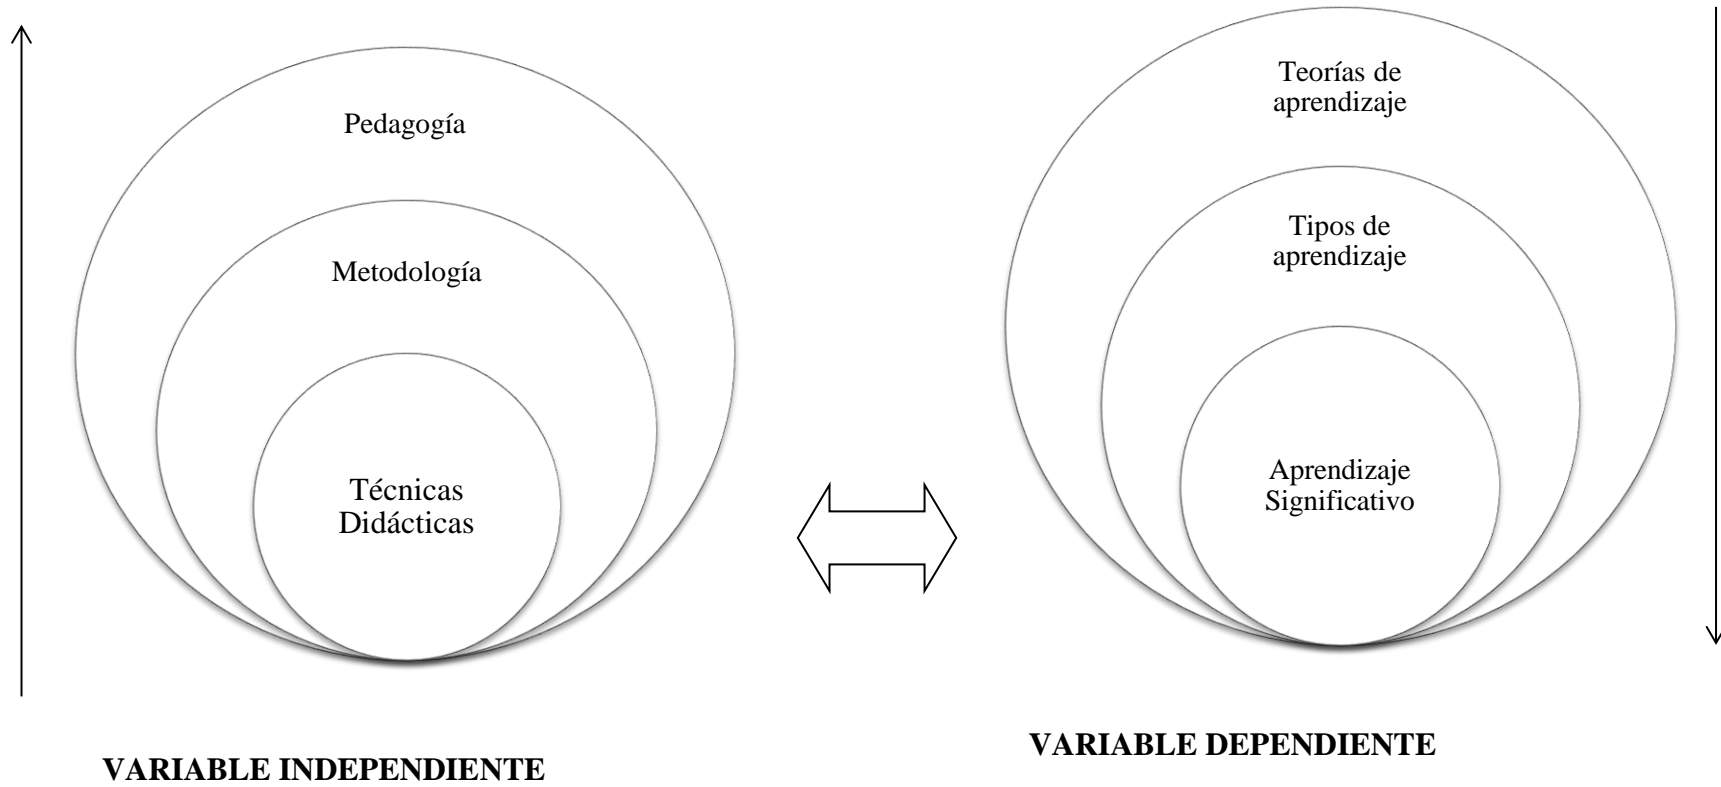 Pedagogía
Metodología
Técnicas
Didácticas
VARIABLE INDEPENDIENTE
Teorías de
aprendizaje
Tipos de
aprendizaje
Aprendizaje
Significativo
VARIABLE DEPENDIENTE